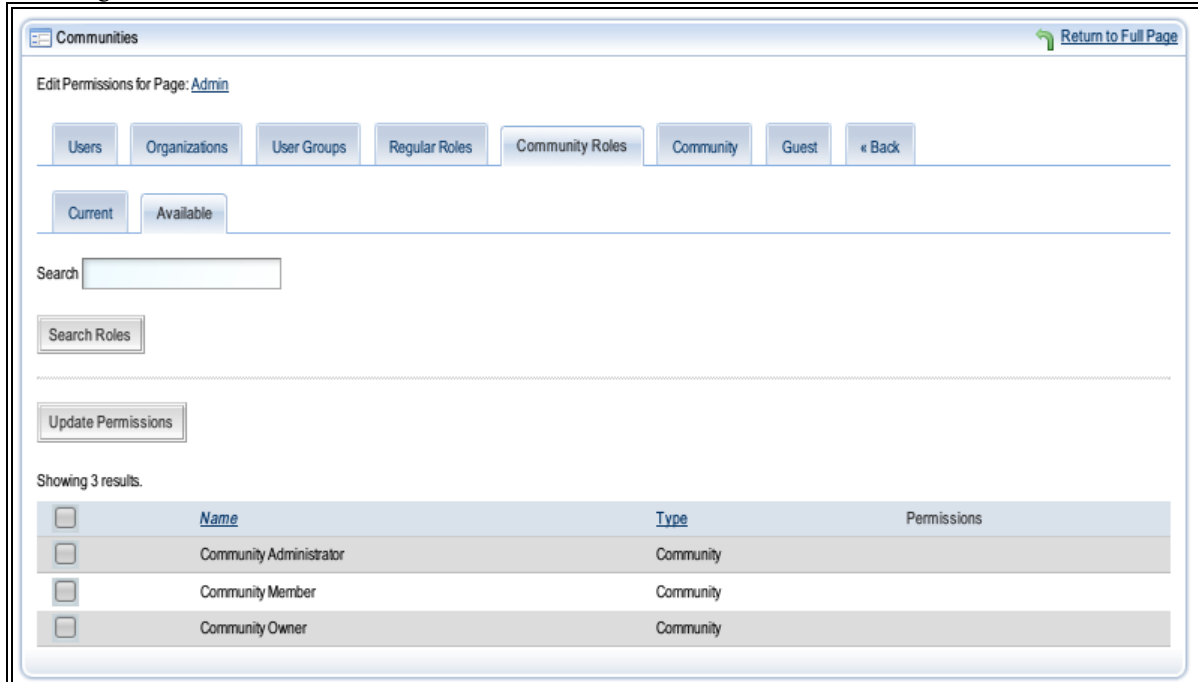 Communities Return to Full Page
Edit Permissions for Page: Admin
Users Organizations User Groups Regular Roles Community Roles Community Guest « Back
Current Available
Search
Search Roles
Update Permissions
Showing 3 results.
Name Type Permissions
Community Administrator Community
Community Member Community
Community Owner Community